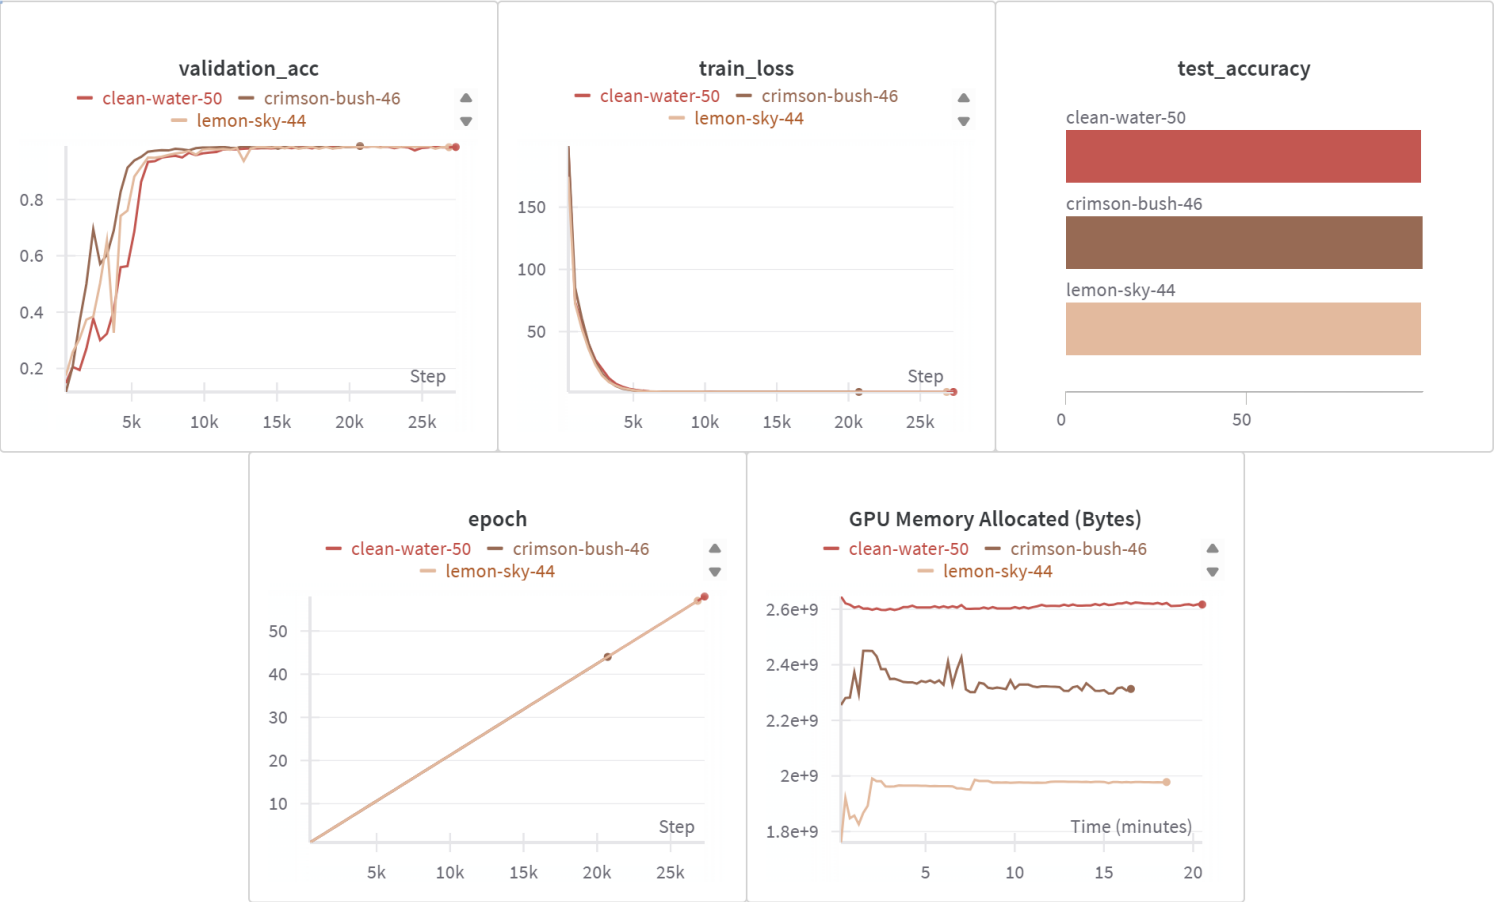 validation_acc
clean-water-50 crimson-bush-46
lemon-sky-44
0.8
0.6
0.4
0.2
Step
5k 10k 15k 20k 25k
train_loss
clean-water-50 crimson-bush-46
lemon-sky-44
150
100
50
Step
5k 10k 15k 20k 25k
test_accuracy
clean-water-50
crimson-bush-46
lemon-sky-44
0 50
epoch
clean-water-50 crimson-bush-46
lemon-sky-44
50
40
30
20
10
Step
5k 10k 15k 20k 25k
GPU Memory Allocated (Bytes)
clean-water-50 crimson-bush-46
lemon-sky-44
2.6e+9
2.4e+9
2.2e+9
2e+9
1.8e+9
Time (minutes)
5 10 15 20